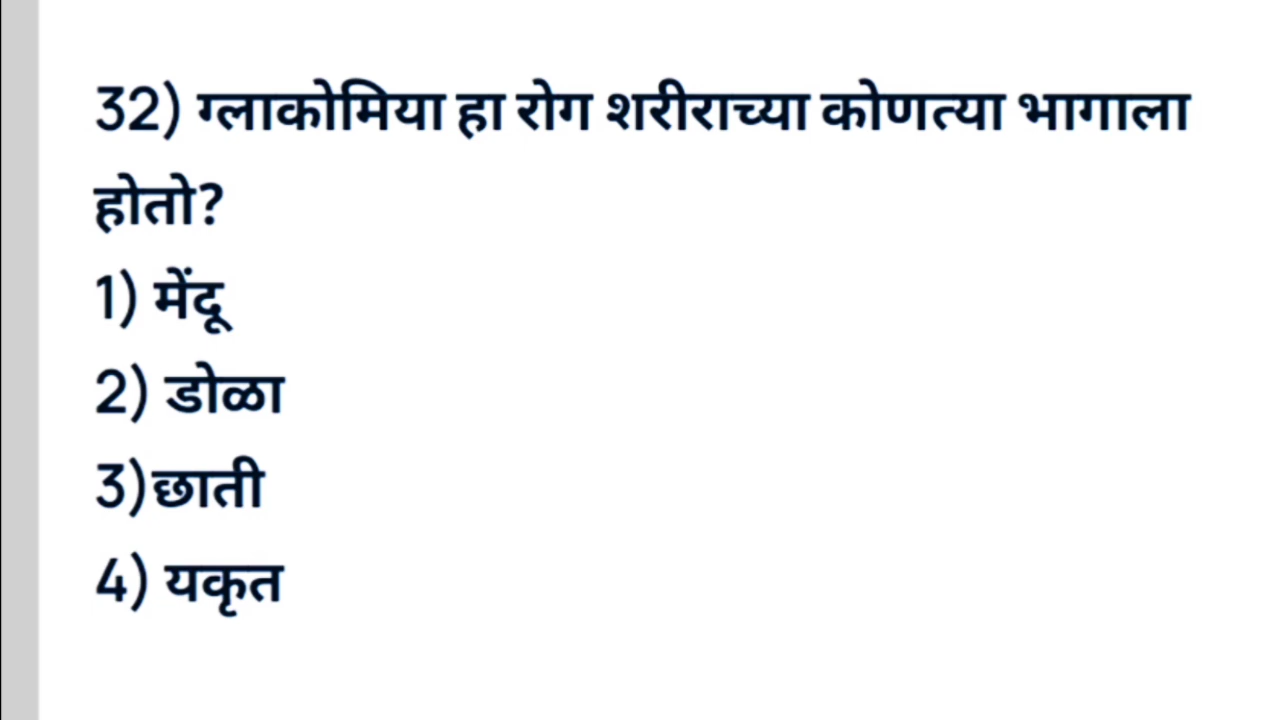 32) ग्लाकोमिया हा रोग शरीराच्या कोणत्या भागाला
होतो?
1) मेंदू
2) डोळा
3)छाती
4) यकृत